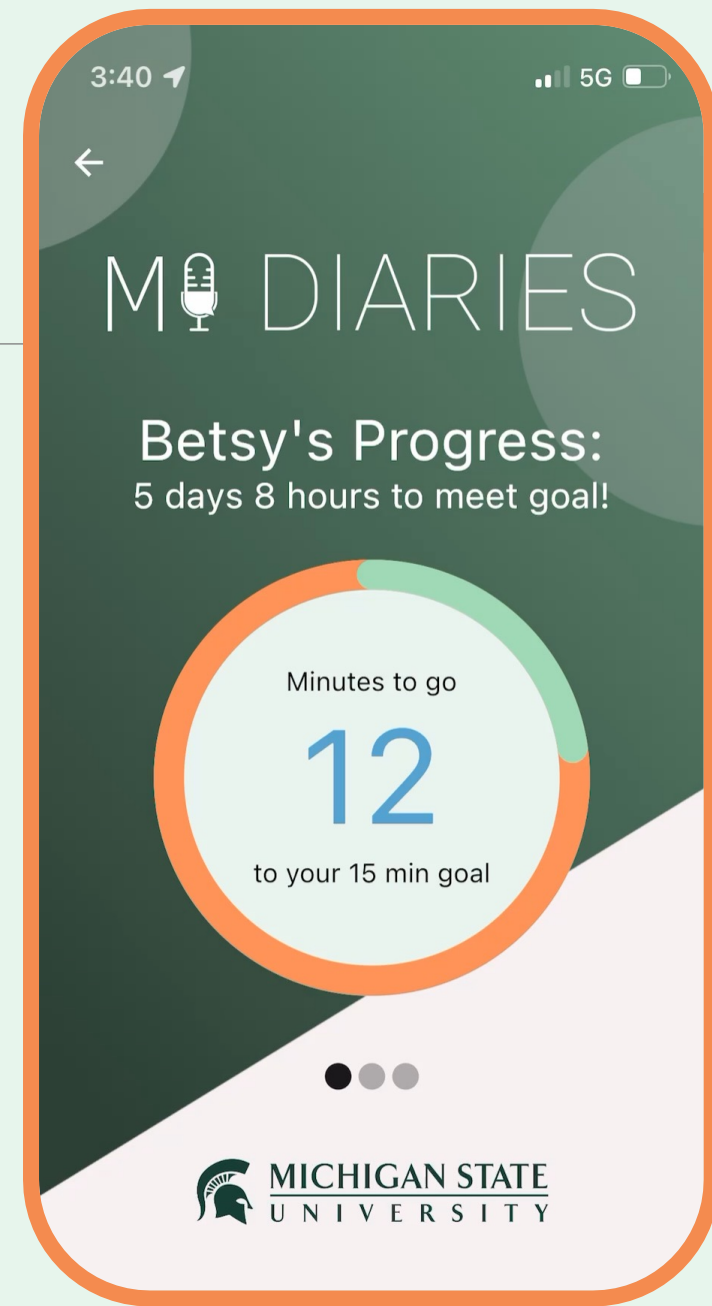 3:40 5G
MI DIARIES
Betsy's Progress:
5 days 8 hours to meet goal!
Minutes to go
12
to your 15 min goal
MICHIGAN STATE
UNIVERSITY